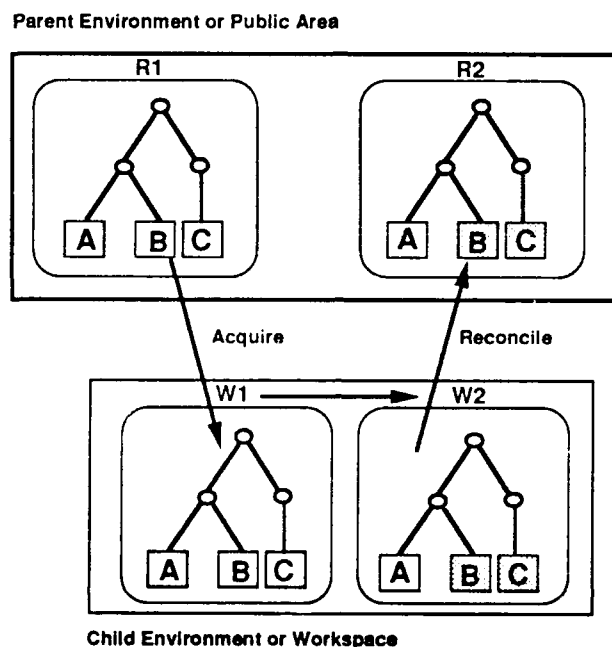 Parent Environment or Public Area
R1 R2
A B C A B C
Acquire Reconcile
W1 W2
A B C A B C
Child Environment or Workspace